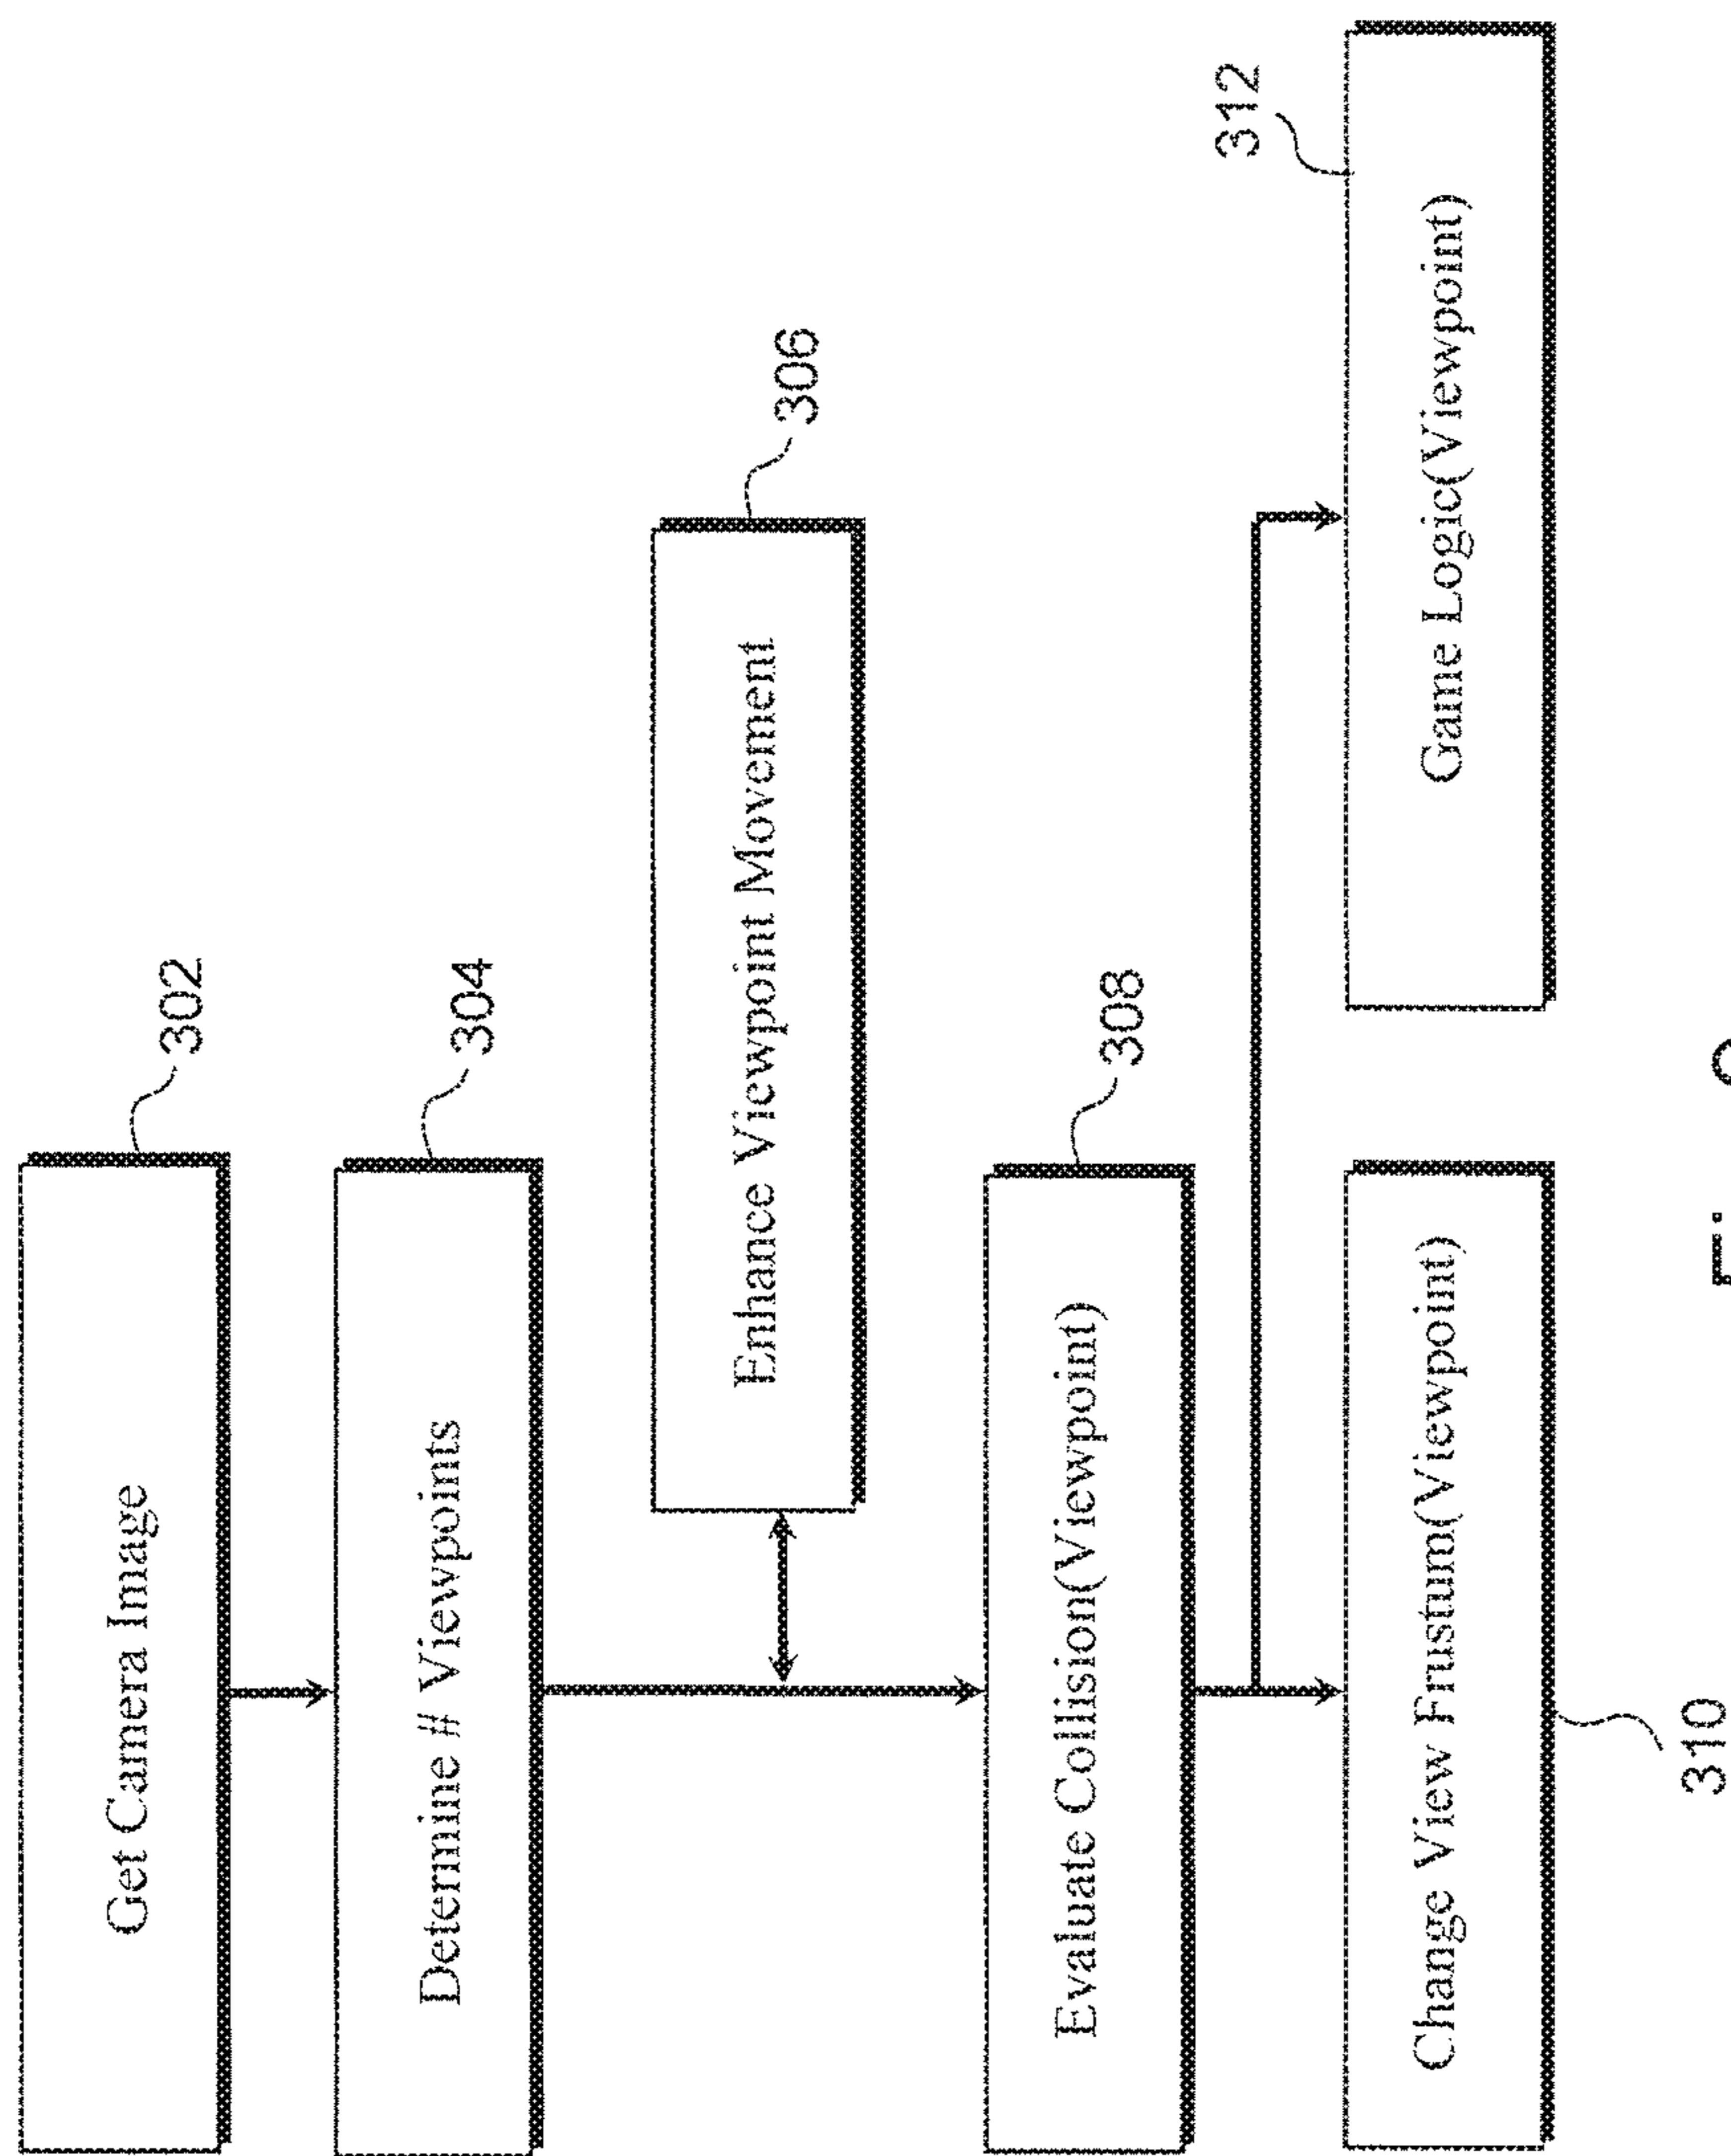 Get Camera Image
302
Determine # Viewpoints
304
Enhance Viewpoint Movement
306
Evaluate Collision(Viewpoint)
308
Change View Frustum(Viewpoint)
310
Game Logic(Viewpoint)
312